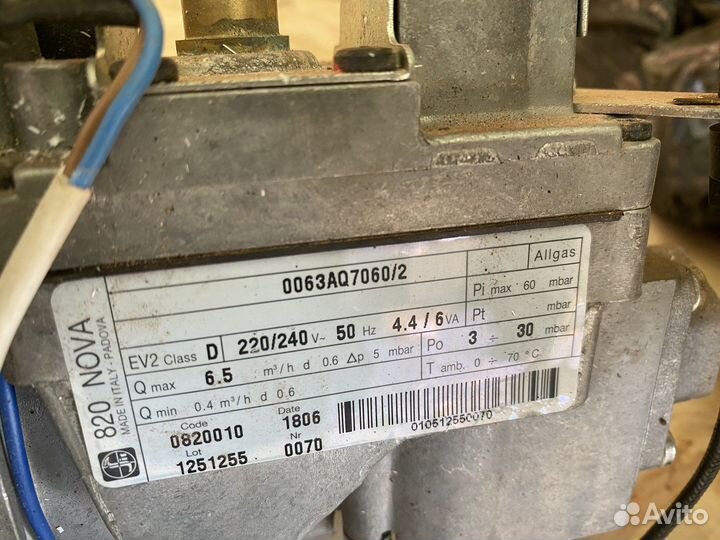 820 NOVA
MADE IN ITALY - PADOVA
0063AQ7060/2
Allgas
EV2 Class D 220/240 V~ 50 Hz 4.4 / 6 VA
Pi max 60 mbar
Pt mbar
Q max 6.5 m³/h d 0.6 Δp 5 mbar
Po 3 ÷ 30 mbar
Q min 0.4 m³/h d 0.6
T amb. 0 ÷ 70 °C
Code Date
0820010 1806
Lot Nr
1251255 0070
010512550070
Avito